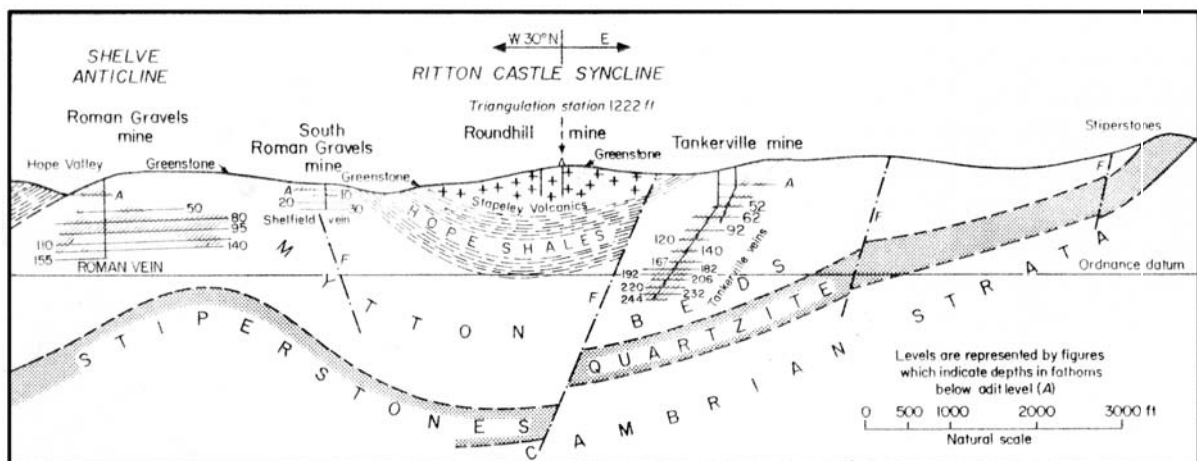 W 30°N E
SHELVE
ANTICLINE
RITTON CASTLE SYNCLINE
Triangulation station 1222 ft
Roman Gravels
mine
South
Roman Gravels
mine
Roundhill mine
Tankerville mine
Stiperstones
Hope Valley
Greenstone
Greenstone
Greenstone
A
A
10
20
30
A
50
80
95
110
140
155
ROMAN VEIN
Sheffield vein
Stapeley Volcanics
HOPE SHALES
52
62
92
120
140
167
182
192
206
220
232
244
Tankerville veins
F
F
F
F
Ordnance datum
MYTTON BEDS
STIPERSTONES QUARTZITE
CAMBRIAN STRATA
Levels are represented by figures
which indicate depths in fathoms
below adit level (A)
0 500 1000 2000 3000 ft
Natural scale